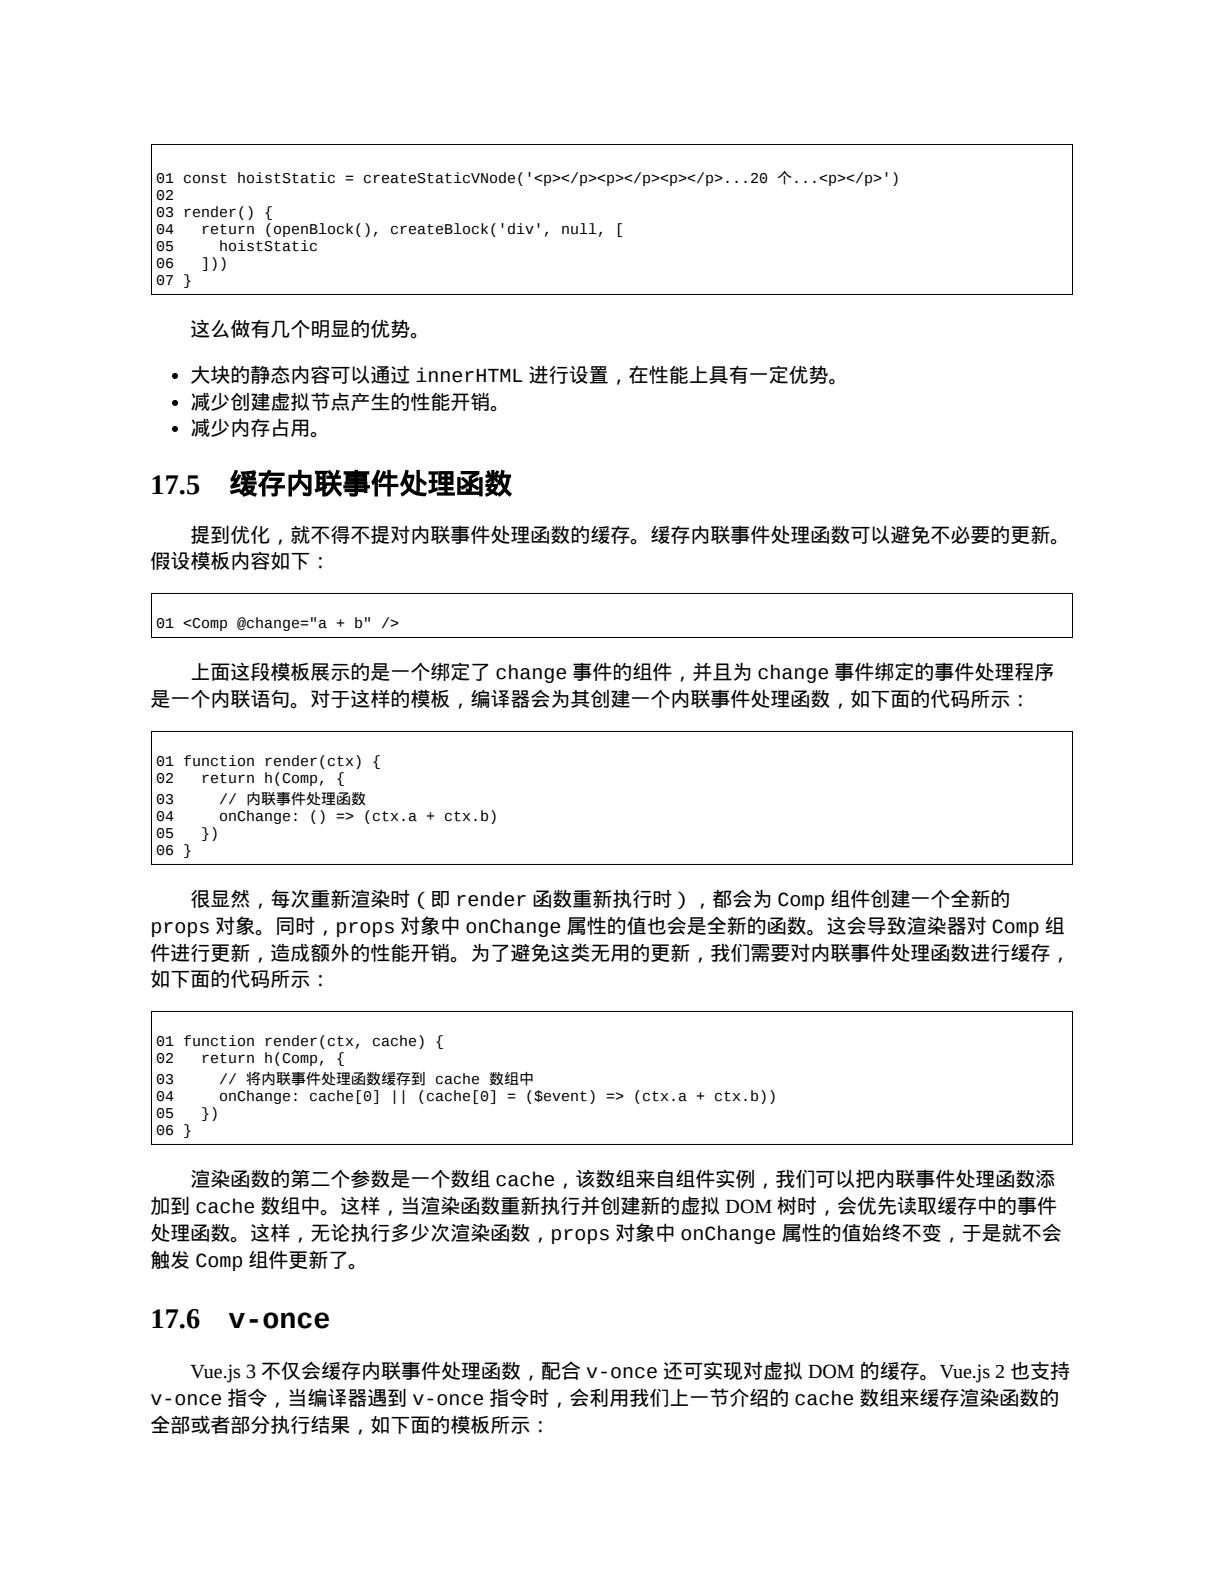 01 const hoistStatic = createStaticVNode('<p></p><p></p><p></p>...20 个...<p></p>')
02
03 render() {
04   return (openBlock(), createBlock('div', null, [
05     hoistStatic
06   ]))
07 }
这么做有几个明显的优势。
• 大块的静态内容可以通过 innerHTML 进行设置，在性能上具有一定优势。
• 减少创建虚拟节点产生的性能开销。
• 减少内存占用。
17.5 缓存内联事件处理函数
提到优化，就不得不提对内联事件处理函数的缓存。缓存内联事件处理函数可以避免不必要的更新。
假设模板内容如下：
01 <Comp @change="a + b" />
上面这段模板展示的是一个绑定了 change 事件的组件，并且为 change 事件绑定的事件处理程序
是一个内联语句。对于这样的模板，编译器会为其创建一个内联事件处理函数，如下面的代码所示：
01 function render(ctx) {
02   return h(Comp, {
03     // 内联事件处理函数
04     onChange: () => (ctx.a + ctx.b)
05   })
06 }
很显然，每次重新渲染时（即 render 函数重新执行时），都会为 Comp 组件创建一个全新的
props 对象。同时，props 对象中 onChange 属性的值也会是全新的函数。这会导致渲染器对 Comp 组
件进行更新，造成额外的性能开销。为了避免这类无用的更新，我们需要对内联事件处理函数进行缓存，
如下面的代码所示：
01 function render(ctx, cache) {
02   return h(Comp, {
03     // 将内联事件处理函数缓存到 cache 数组中
04     onChange: cache[0] || (cache[0] = ($event) => (ctx.a + ctx.b))
05   })
06 }
渲染函数的第二个参数是一个数组 cache，该数组来自组件实例，我们可以把内联事件处理函数添
加到 cache 数组中。这样，当渲染函数重新执行并创建新的虚拟 DOM 树时，会优先读取缓存中的事件
处理函数。这样，无论执行多少次渲染函数，props 对象中 onChange 属性的值始终不变，于是就不会
触发 Comp 组件更新了。
17.6 v-once
Vue.js 3 不仅会缓存内联事件处理函数，配合 v-once 还可实现对虚拟 DOM 的缓存。Vue.js 2 也支持
v-once 指令，当编译器遇到 v-once 指令时，会利用我们上一节介绍的 cache 数组来缓存渲染函数的
全部或者部分执行结果，如下面的模板所示：